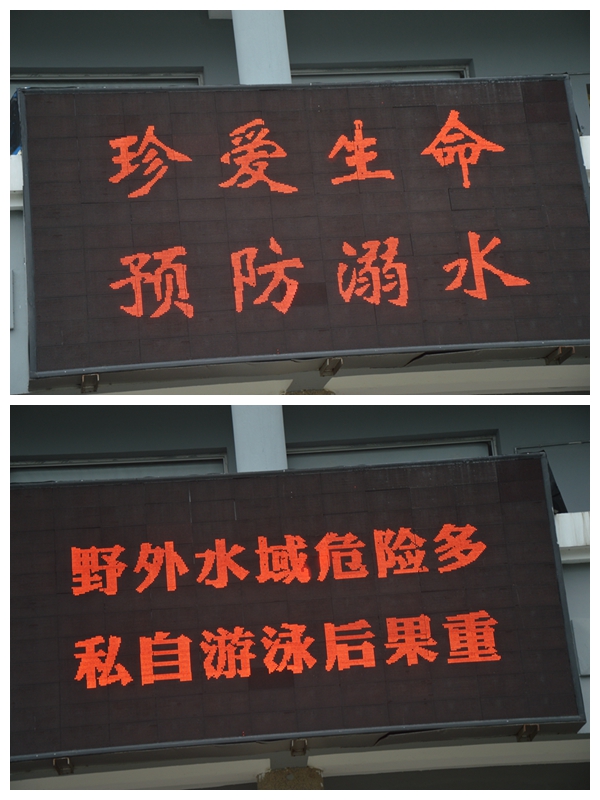 珍爱生命
预防溺水
野外水域危险多
私自游泳后果重